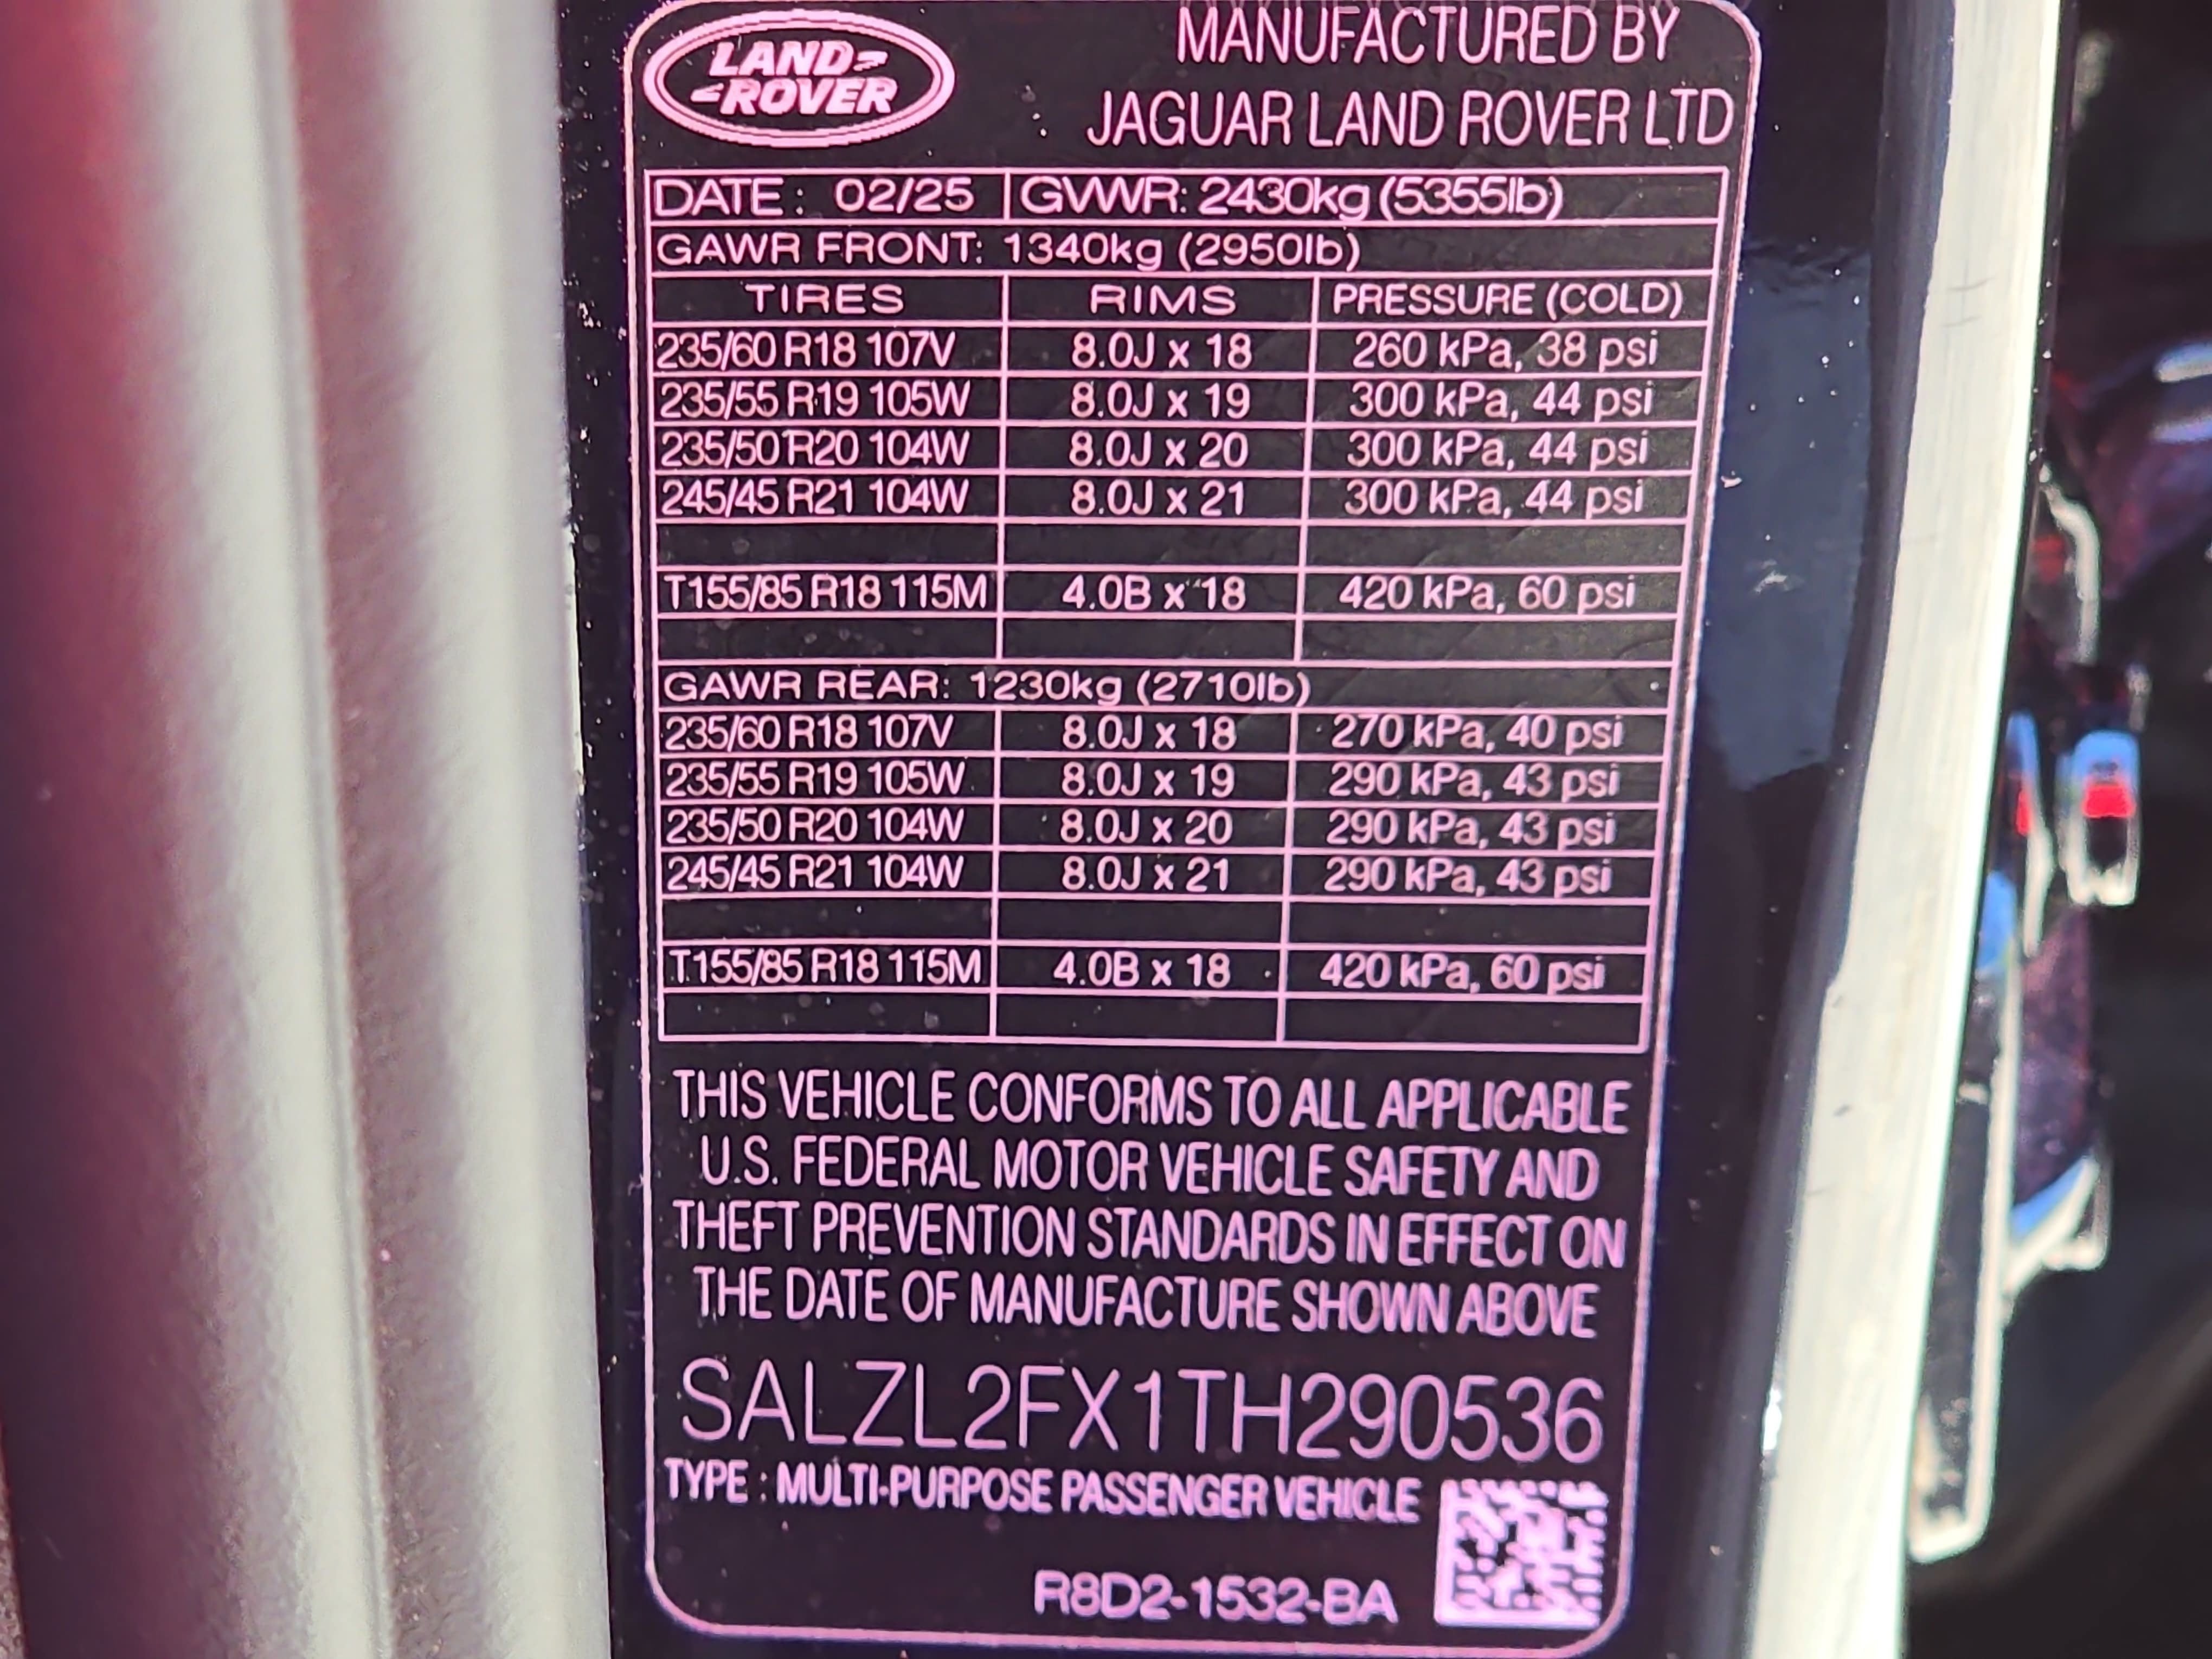 LAND-
-ROVER
MANUFACTURED BY
JAGUAR LAND ROVER LTD
DATE : 02/25 GVWR: 2430kg (5355lb)
GAWR FRONT: 1340kg (2950lb)
TIRES RIMS PRESSURE (COLD)
235/60 R18 107V 8.0J x 18 260 kPa, 38 psi
235/55 R19 105W 8.0J x 19 300 kPa, 44 psi
235/50 R20 104W 8.0J x 20 300 kPa, 44 psi
245/45 R21 104W 8.0J x 21 300 kPa, 44 psi
T155/85 R18 115M 4.0B x 18 420 kPa, 60 psi
GAWR REAR: 1230kg (2710lb)
235/60 R18 107V 8.0J x 18 270 kPa, 40 psi
235/55 R19 105W 8.0J x 19 290 kPa, 43 psi
235/50 R20 104W 8.0J x 20 290 kPa, 43 psi
245/45 R21 104W 8.0J x 21 290 kPa, 43 psi
T155/85 R18 115M 4.0B x 18 420 kPa, 60 psi
THIS VEHICLE CONFORMS TO ALL APPLICABLE
U.S. FEDERAL MOTOR VEHICLE SAFETY AND
THEFT PREVENTION STANDARDS IN EFFECT ON
THE DATE OF MANUFACTURE SHOWN ABOVE
SALZL2FX1TH290536
TYPE : MULTI-PURPOSE PASSENGER VEHICLE
R8D2-1532-BA